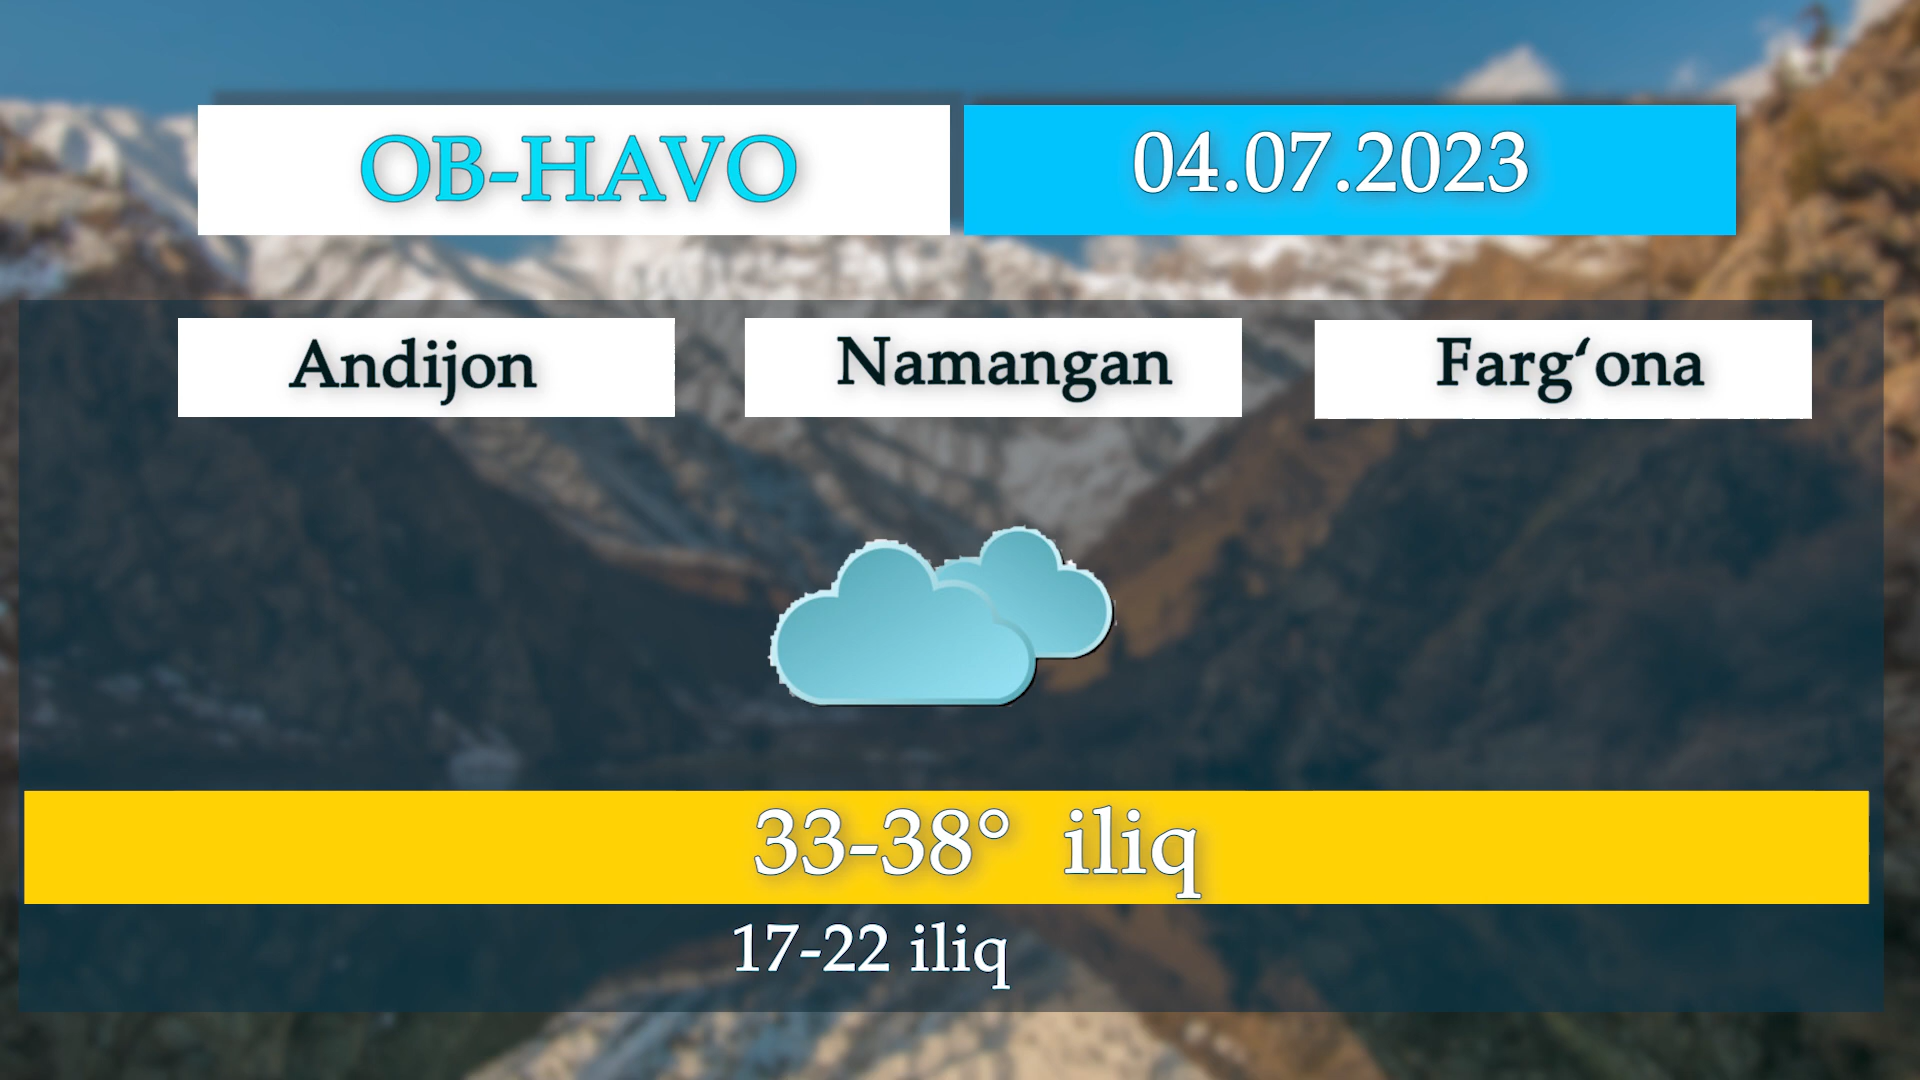 OB-HAVO
04.07.2023
Andijon
Namangan
Farg‘ona
33-38° iliq
17-22 iliq